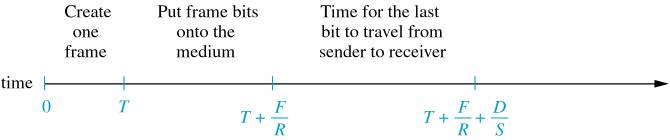 Create
one
frame
Put frame bits
onto the
medium
Time for the last
bit to travel from
sender to receiver
time
0
T
T + F/R
T + F/R + D/S